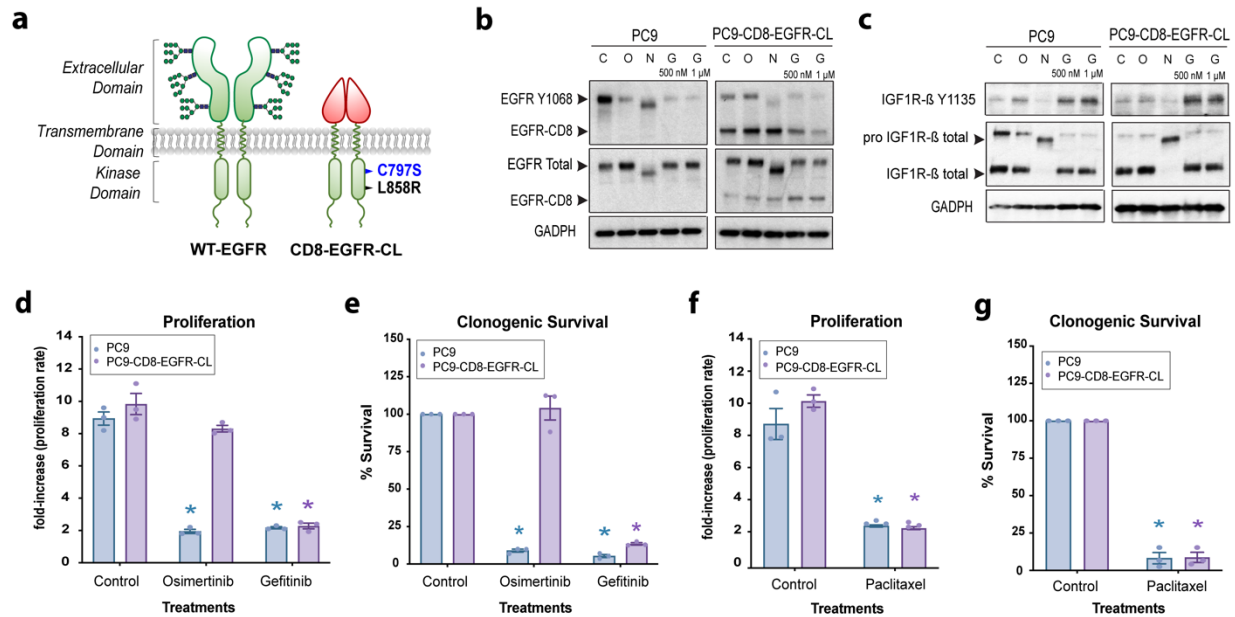 a
Extracellular
Domain
Transmembrane
Domain
Kinase
Domain
C797S
L858R
WT-EGFR CD8-EGFR-CL
b
PC9 PC9-CD8-EGFR-CL
C O N G G C O N G G
500 nM 1 µM 500 nM 1 µM
EGFR Y1068
EGFR-CD8
EGFR Total
EGFR-CD8
GADPH
c
PC9 PC9-CD8-EGFR-CL
C O N G G C O N G G
500 nM 1 µM 500 nM 1 µM
IGF1R-ß Y1135
pro IGF1R-ß total
IGF1R-ß total
GADPH
d
Proliferation
PC9
PC9-CD8-EGFR-CL
fold-increase (proliferation rate)
14
12
10
8
6
4
2
0
* * *
Control Osimertinib Gefitinib
Treatments
e
Clonogenic Survival
PC9
PC9-CD8-EGFR-CL
% Survival
150
125
100
75
50
25
0
* * *
Control Osimertinib Gefitinib
Treatments
f
Proliferation
PC9
PC9-CD8-EGFR-CL
fold-increase (proliferation rate)
14
12
10
8
6
4
2
0
* *
Control Paclitaxel
Treatments
g
Clonogenic Survival
PC9
PC9-CD8-EGFR-CL
% Survival
150
125
100
75
50
25
0
* *
Control Paclitaxel
Treatments